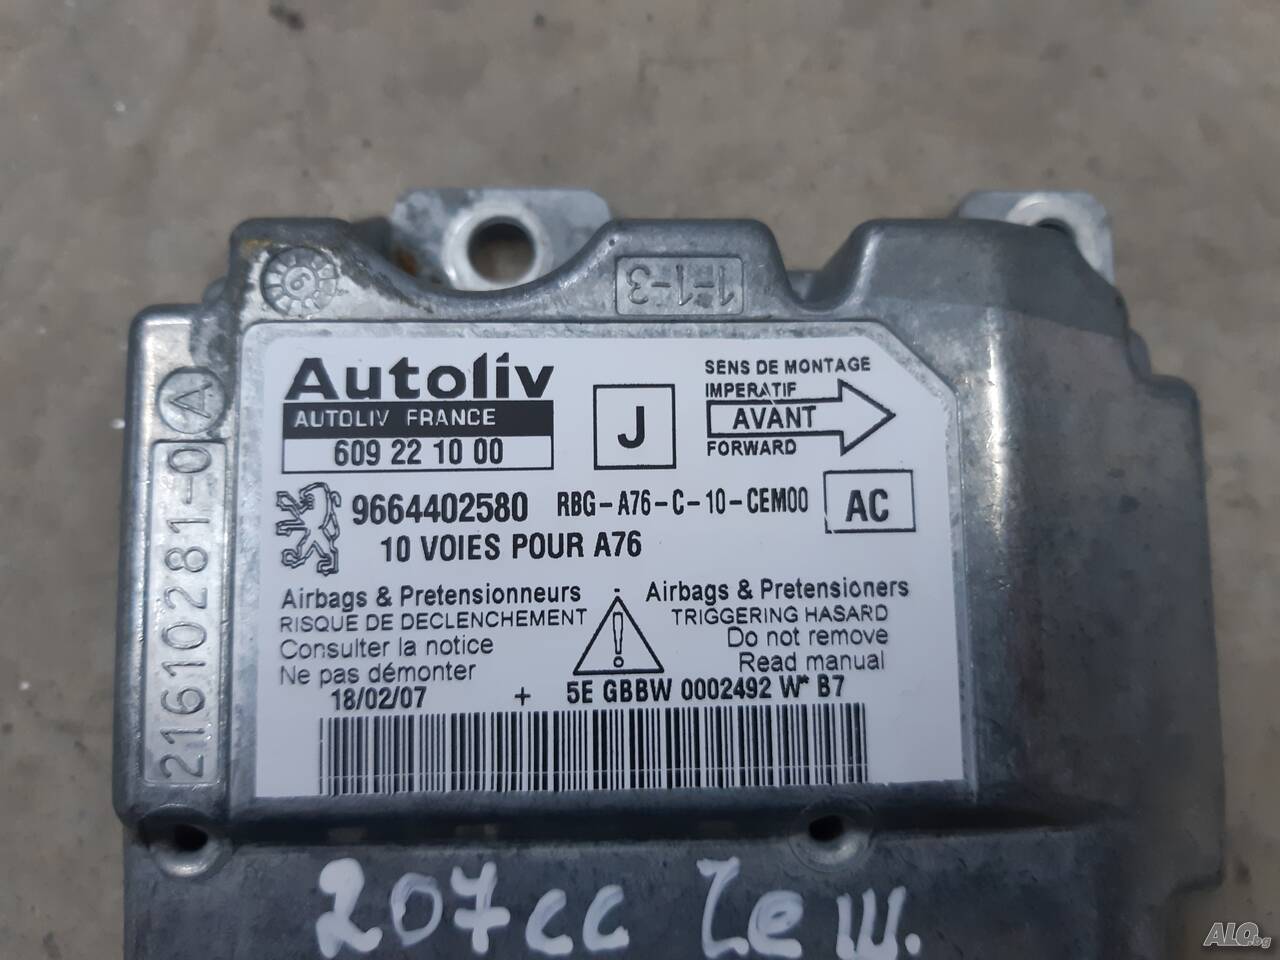 1-1-3
A
21610281-0
Autoliv
AUTOLIV FRANCE
609 22 10 00
J
SENS DE MONTAGE
IMPERATIF
AVANT
FORWARD
9664402580 RBG-A76-C-10-CEM00 AC
10 VOIES POUR A76
Airbags & Pretensionneurs
RISQUE DE DECLENCHEMENT
Consulter la notice
Ne pas démonter
Airbags & Pretensioners
TRIGGERING HASARD
Do not remove
Read manual
18/02/07 + 5E GBBW 0002492 W* B7
207cc
ALO.bg